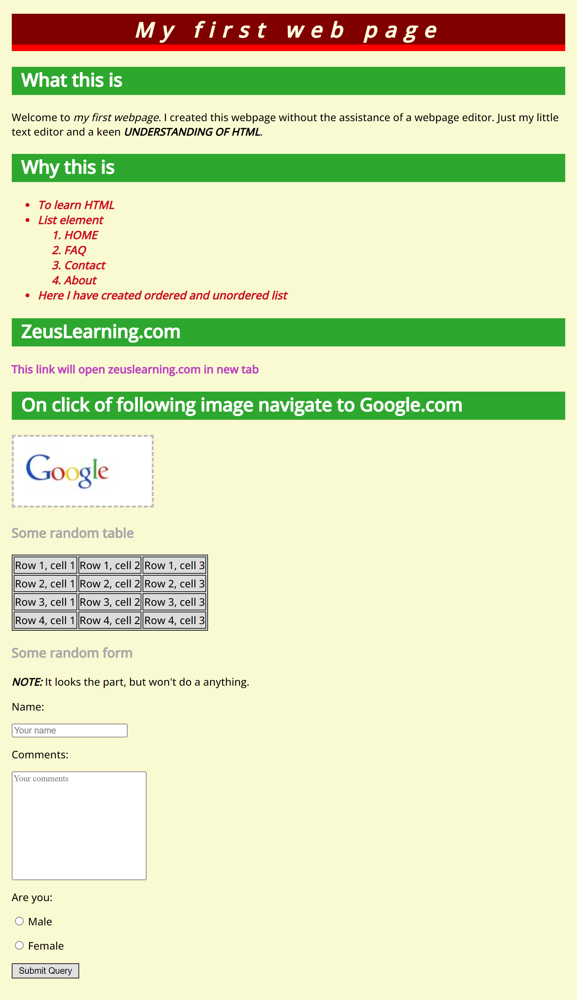 My first web page
What this is
Welcome to my first webpage. I created this webpage without the assistance of a webpage editor. Just my little
text editor and a keen UNDERSTANDING OF HTML.
Why this is
• To learn HTML
• List element
1. HOME
2. FAQ
3. Contact
4. About
• Here I have created ordered and unordered list
ZeusLearning.com
This link will open zeuslearning.com in new tab
On click of following image navigate to Google.com
Google
Some random table
Row 1, cell 1 Row 1, cell 2 Row 1, cell 3
Row 2, cell 1 Row 2, cell 2 Row 2, cell 3
Row 3, cell 1 Row 3, cell 2 Row 3, cell 3
Row 4, cell 1 Row 4, cell 2 Row 4, cell 3
Some random form
NOTE: It looks the part, but won't do a anything.
Name:
Your name
Comments:
Your comments
Are you:
Male
Female
Submit Query